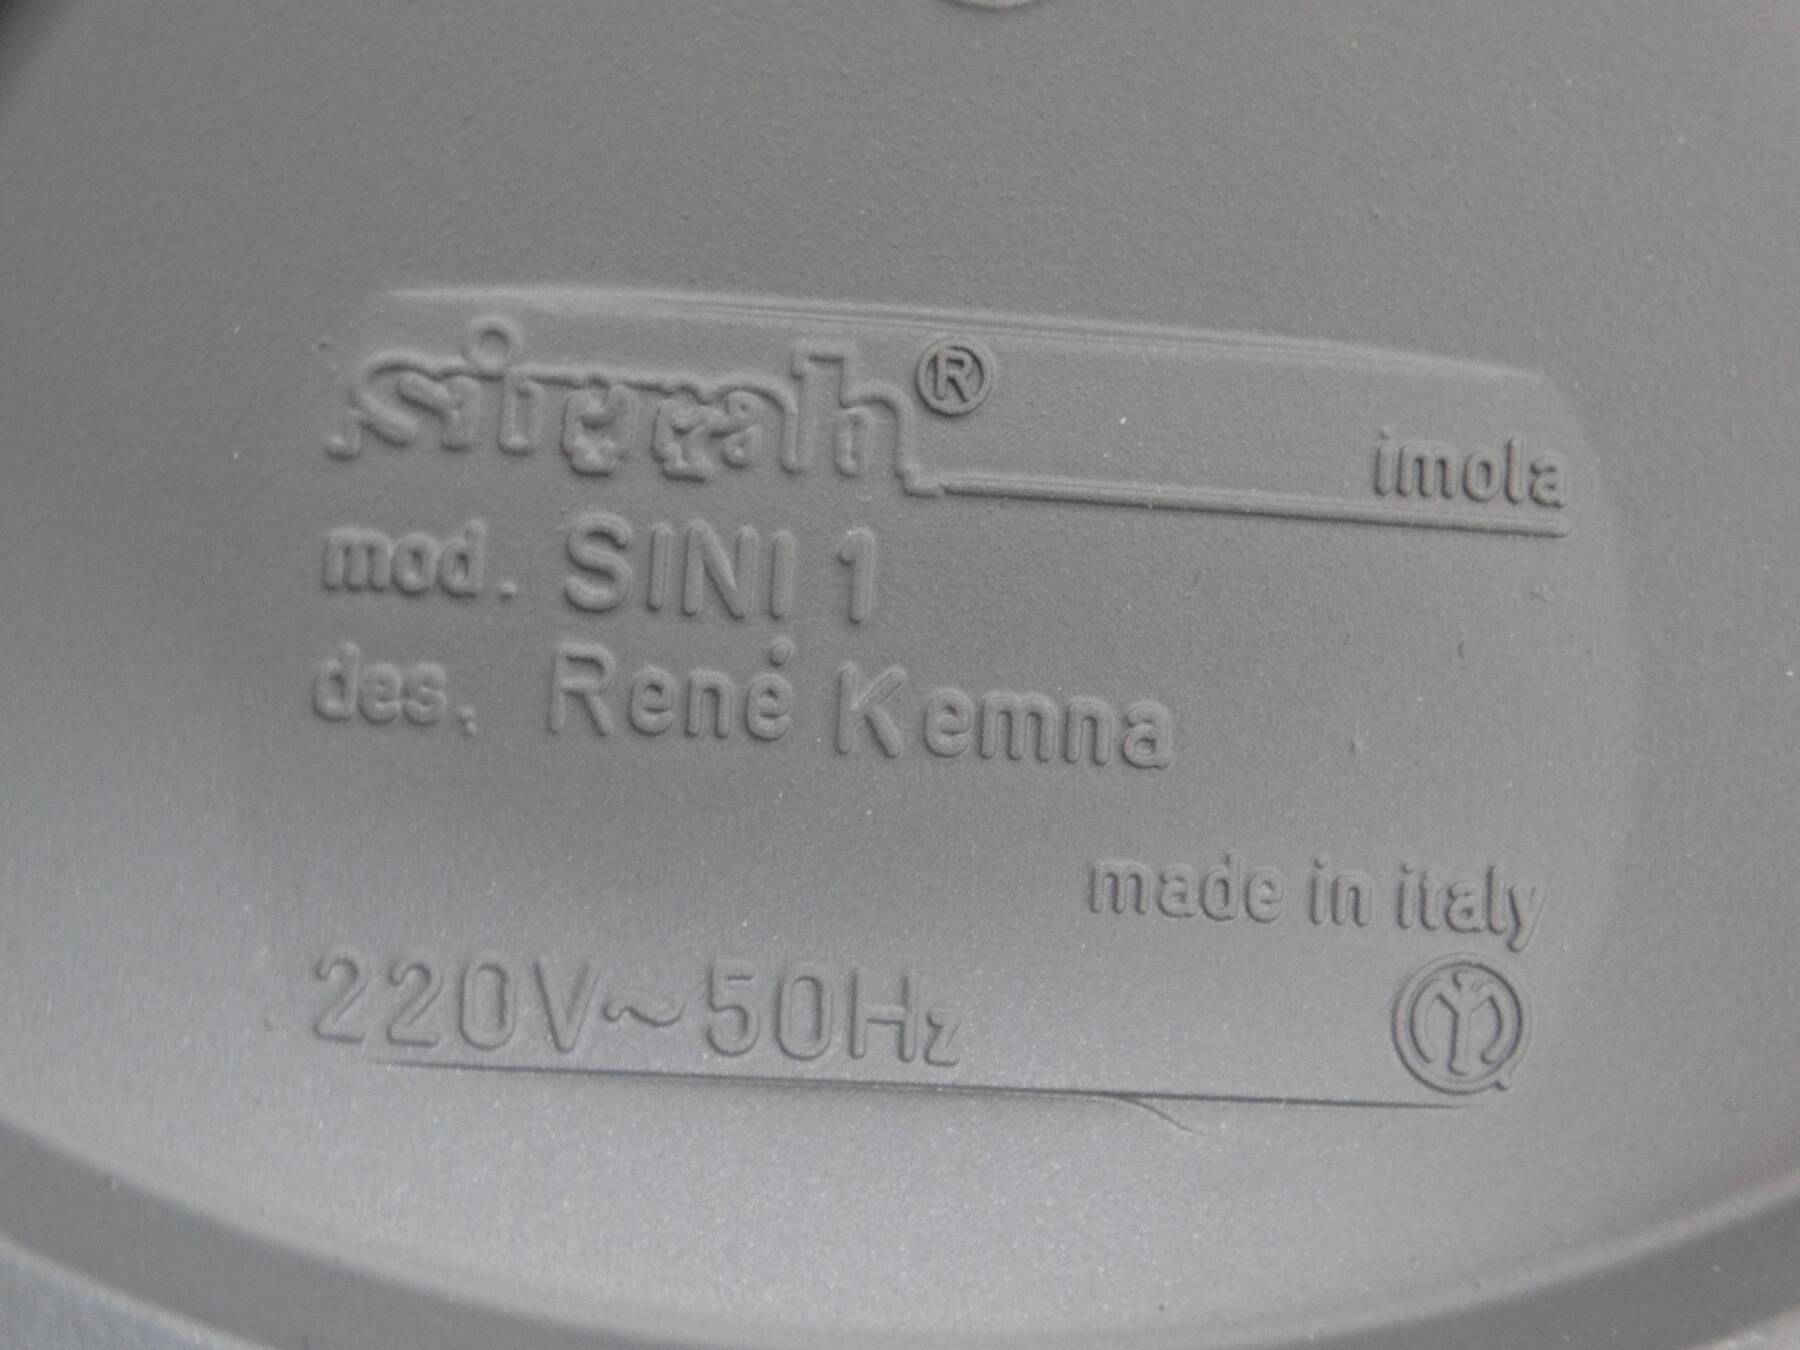 sirrah®
imola
mod. SINI 1
des. René Kemna
made in italy
220V~50Hz